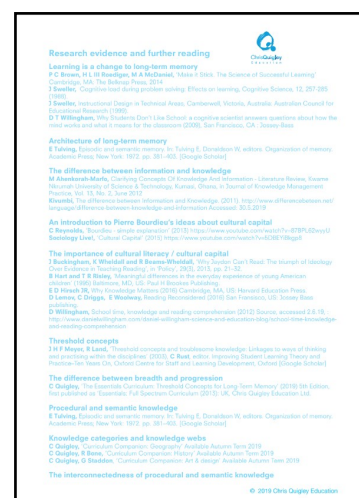 Chris Quigley
Education
Research evidence and further reading
Learning is a change to long-term memory
P C Brown, H L III Roediger, M A McDaniel, 'Make it Stick: The Science of Successful Learning'
Cambridge, MA: The Belknap Press, 2014
J Sweller, 'Cognitive load during problem solving: Effects on learning, Cognitive Science, 12, 257-285
(1988)
J Sweller, Instructional Design in Technical Areas, Camberwell, Victoria, Australia: Australian Council for
Educational Research (1999).
D T Willingham, Why Students Don't Like School: a cognitive scientist answers questions about how the
mind works and what it means for the classroom (2009), San Francisco, CA : Jossey-Bass
Architecture of long-term memory
E Tulving, Episodic and semantic memory. In: Tulving E, Donaldson W, editors. Organization of memory.
Academic Press; New York: 1972. pp. 381–403. [Google Scholar]
The difference between information and knowledge
M Ahenkorah-Marfo, Clarifying Concepts Of Knowledge And Information : Literature Review, Kwame
Nkrumah University of Science & Technology, Kumasi, Ghana, in Journal of Knowledge Management
Practice, Vol. 13, No. 2, June 2012
The difference between Information and Knowledge. (2011). http://www.differencebetween.net/
language/difference-between-knowledge-and-information Accessed: 30.5.2019
An introduction to Pierre Bourdieu's ideas about cultural capital
C Reynolds, 'Bourdieu - simple explanation' (2013)
Sociology Live!, 'Cultural Capital' (2015)
The importance of cultural literacy / cultural capital
J Buckingham, K Wheldall and R Beaman-Wheldall, 'Why Jaydon Can't Read: The triumph of Ideology
Over Evidence in Teaching Reading', in 'Policy', 29(3), 2013, pp. 21–32.
B Hart and T R Risley, 'Meaningful differences in the everyday experience of young American
children' (1995) Baltimore, MD, US: Paul H Brookes Publishing.
E D Hirsch JR, Why Knowledge Matters (2016) Cambridge, MA, US: Harvard Education Press
D Lemov, C Driggs, E Woolway, Reading Reconsidered (2016) San Francisco, US: Jossey Bass
publishing.
D Willingham, School time, knowledge and reading comprehension (2012) Source, accessed 2.6.19,
http://www.danielwillingham.com/daniel-willingham-science-and-education-blog/school-time-knowledge-
and-reading-comprehension
Threshold concepts
J H F Meyer, R Land, 'Threshold concepts and troublesome knowledge: Linkages to ways of thinking
and practising within the disciplines' (2003), C Rust, editor, Improving Student Learning Theory and
Practice–Ten Years On, Oxford Centre for Staff and Learning Development, Oxford [Google Scholar]
The difference between breadth and progression
C Quigley, 'The Essentials Curriculum: Threshold Concepts for Long-Term Memory' (2019) 5th Edition,
first published as 'Essentials: Full Spectrum Curriculum (2011): UK, Chris Quigley Education Ltd.
Procedural and semantic knowledge
E Tulving, Episodic and semantic memory. In: Tulving E, Donaldson W, editors. Organization of memory.
Academic Press; New York: 1972. pp. 381–403. [Google Scholar]
Knowledge categories and knowledge webs
C Quigley, 'Curriculum Companion: Geography' Available Autumn Term 2019
C Quigley, R Bone, 'Curriculum Companion: History' Available Autumn Term 2019
C Quigley, G Staddon, 'Curriculum Companion: Art & design' Available Autumn Term 2019
The interconnectedness of procedural and semantic knowledge
© 2019 Chris Quigley Education